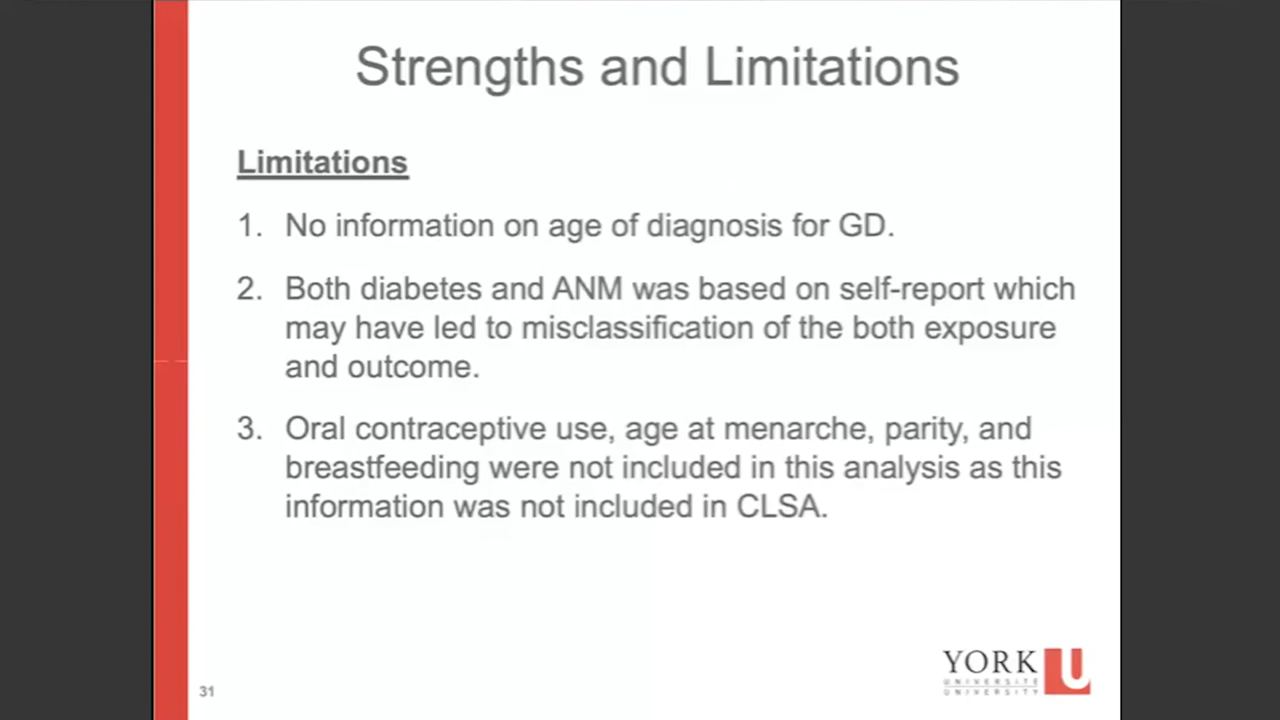 Strengths and Limitations
Limitations
1. No information on age of diagnosis for GD.
2. Both diabetes and ANM was based on self-report which
may have led to misclassification of the both exposure
and outcome.
3. Oral contraceptive use, age at menarche, parity, and
breastfeeding were not included in this analysis as this
information was not included in CLSA.
31
YORK U
UNIVERSITÉ
UNIVERSITY